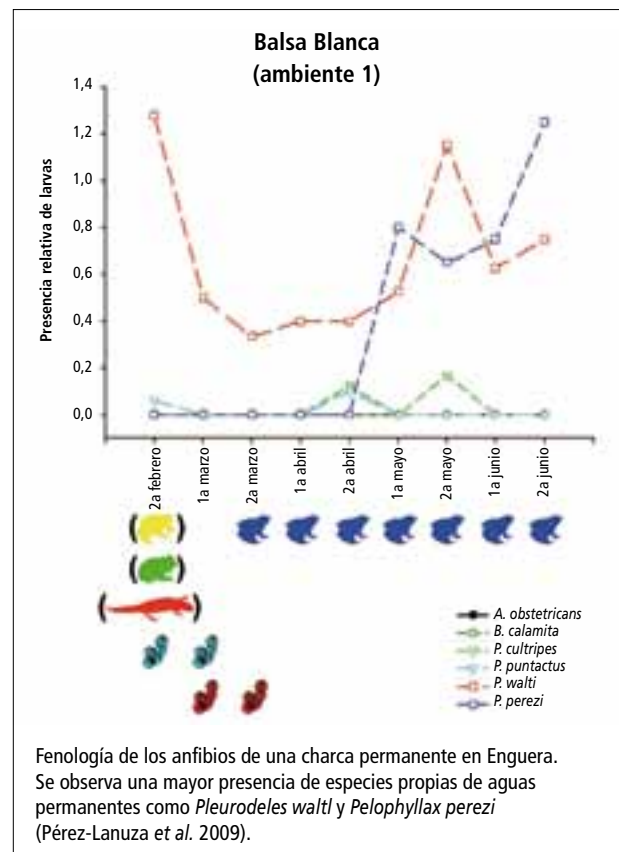 Balsa Blanca
(ambiente 1)
Presencia relativa de larvas
1,4
1,2
1,0
0,8
0,6
0,4
0,2
0,0
2a febrero
1a marzo
2a marzo
1a abril
2a abril
1a mayo
2a mayo
1a junio
2a junio
A. obstetricans
B. calamita
P. cultripes
P. puntactus
P. walti
P. perezi
Fenología de los anfibios de una charca permanente en Enguera.
Se observa una mayor presencia de especies propias de aguas
permanentes como Pleurodeles waltl y Pelophyllax perezi
(Pérez-Lanuza et al. 2009).